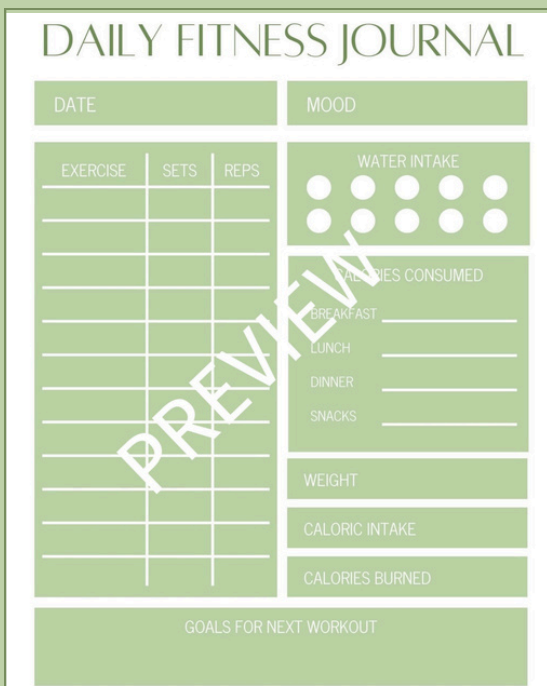 DAILY FITNESS JOURNAL
DATE
MOOD
EXERCISE SETS REPS
WATER INTAKE
CALORIES CONSUMED
BREAKFAST
LUNCH
DINNER
SNACKS
WEIGHT
CALORIC INTAKE
CALORIES BURNED
GOALS FOR NEXT WORKOUT
PREVIEW